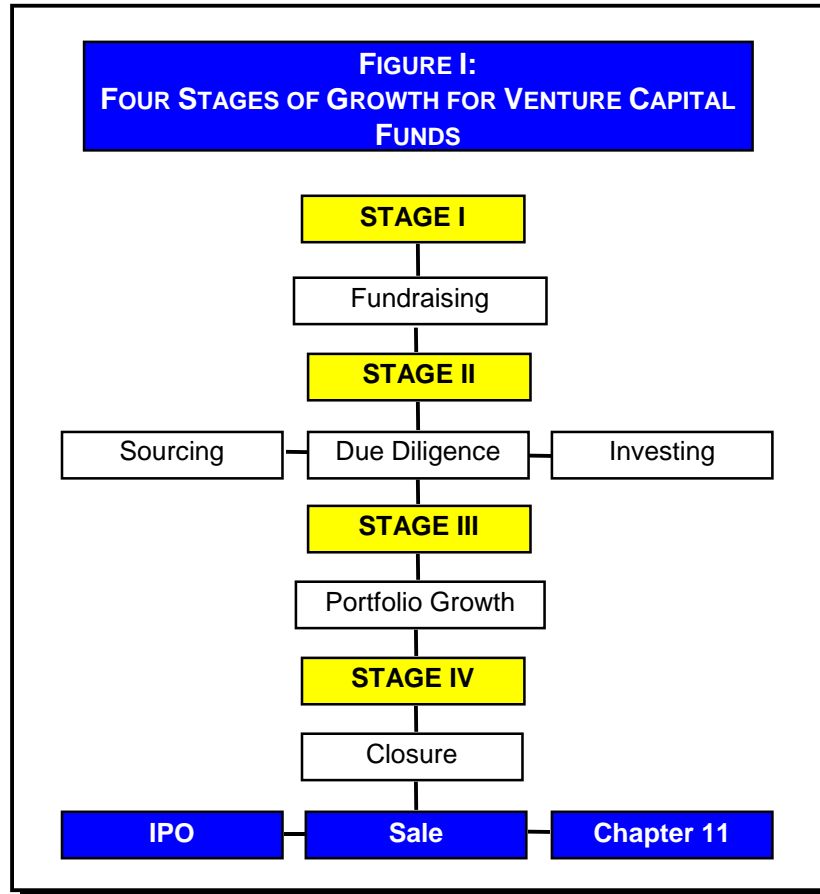 FIGURE I:
FOUR STAGES OF GROWTH FOR VENTURE CAPITAL
FUNDS
STAGE I
Fundraising
STAGE II
Sourcing Due Diligence Investing
STAGE III
Portfolio Growth
STAGE IV
Closure
IPO Sale Chapter 11